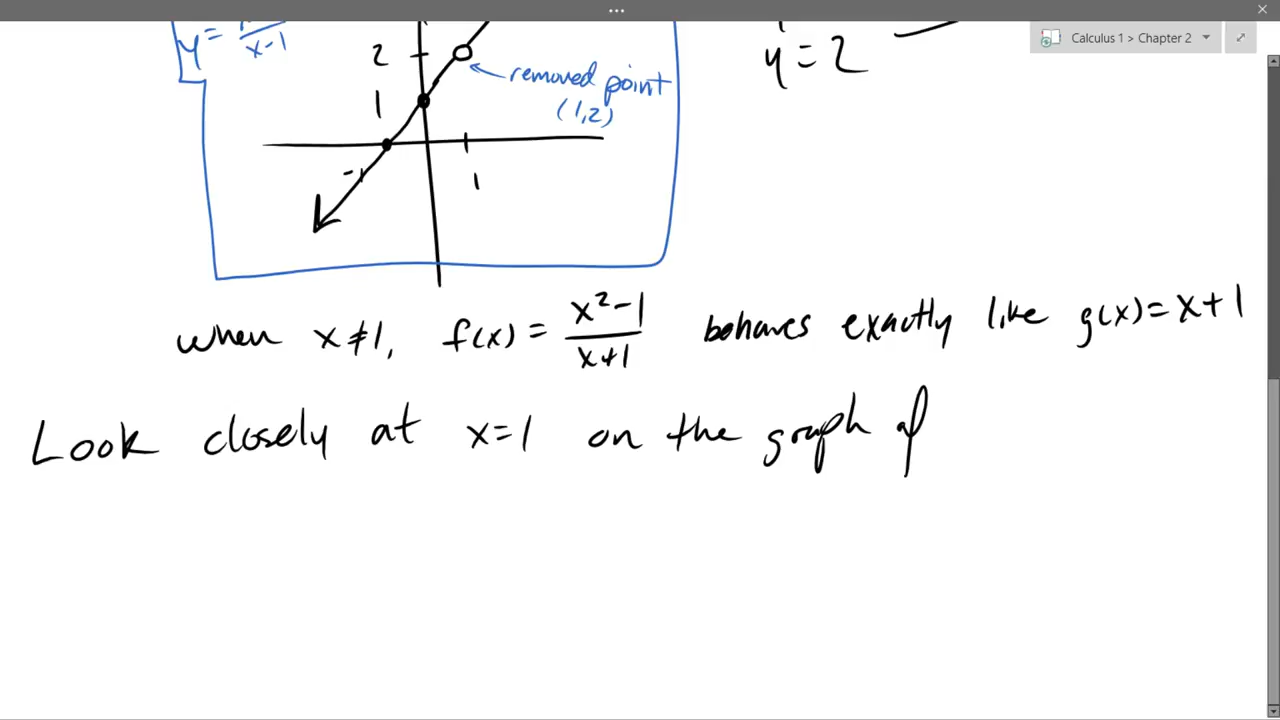 Calculus 1 > Chapter 2
y = /x-1
y = 2
2
removed point
(1,2)
1
-1
1
when x≠1, f(x) = x²-1/x+1 behaves exactly like g(x)=x+1
Look closely at x=1 on the graph of